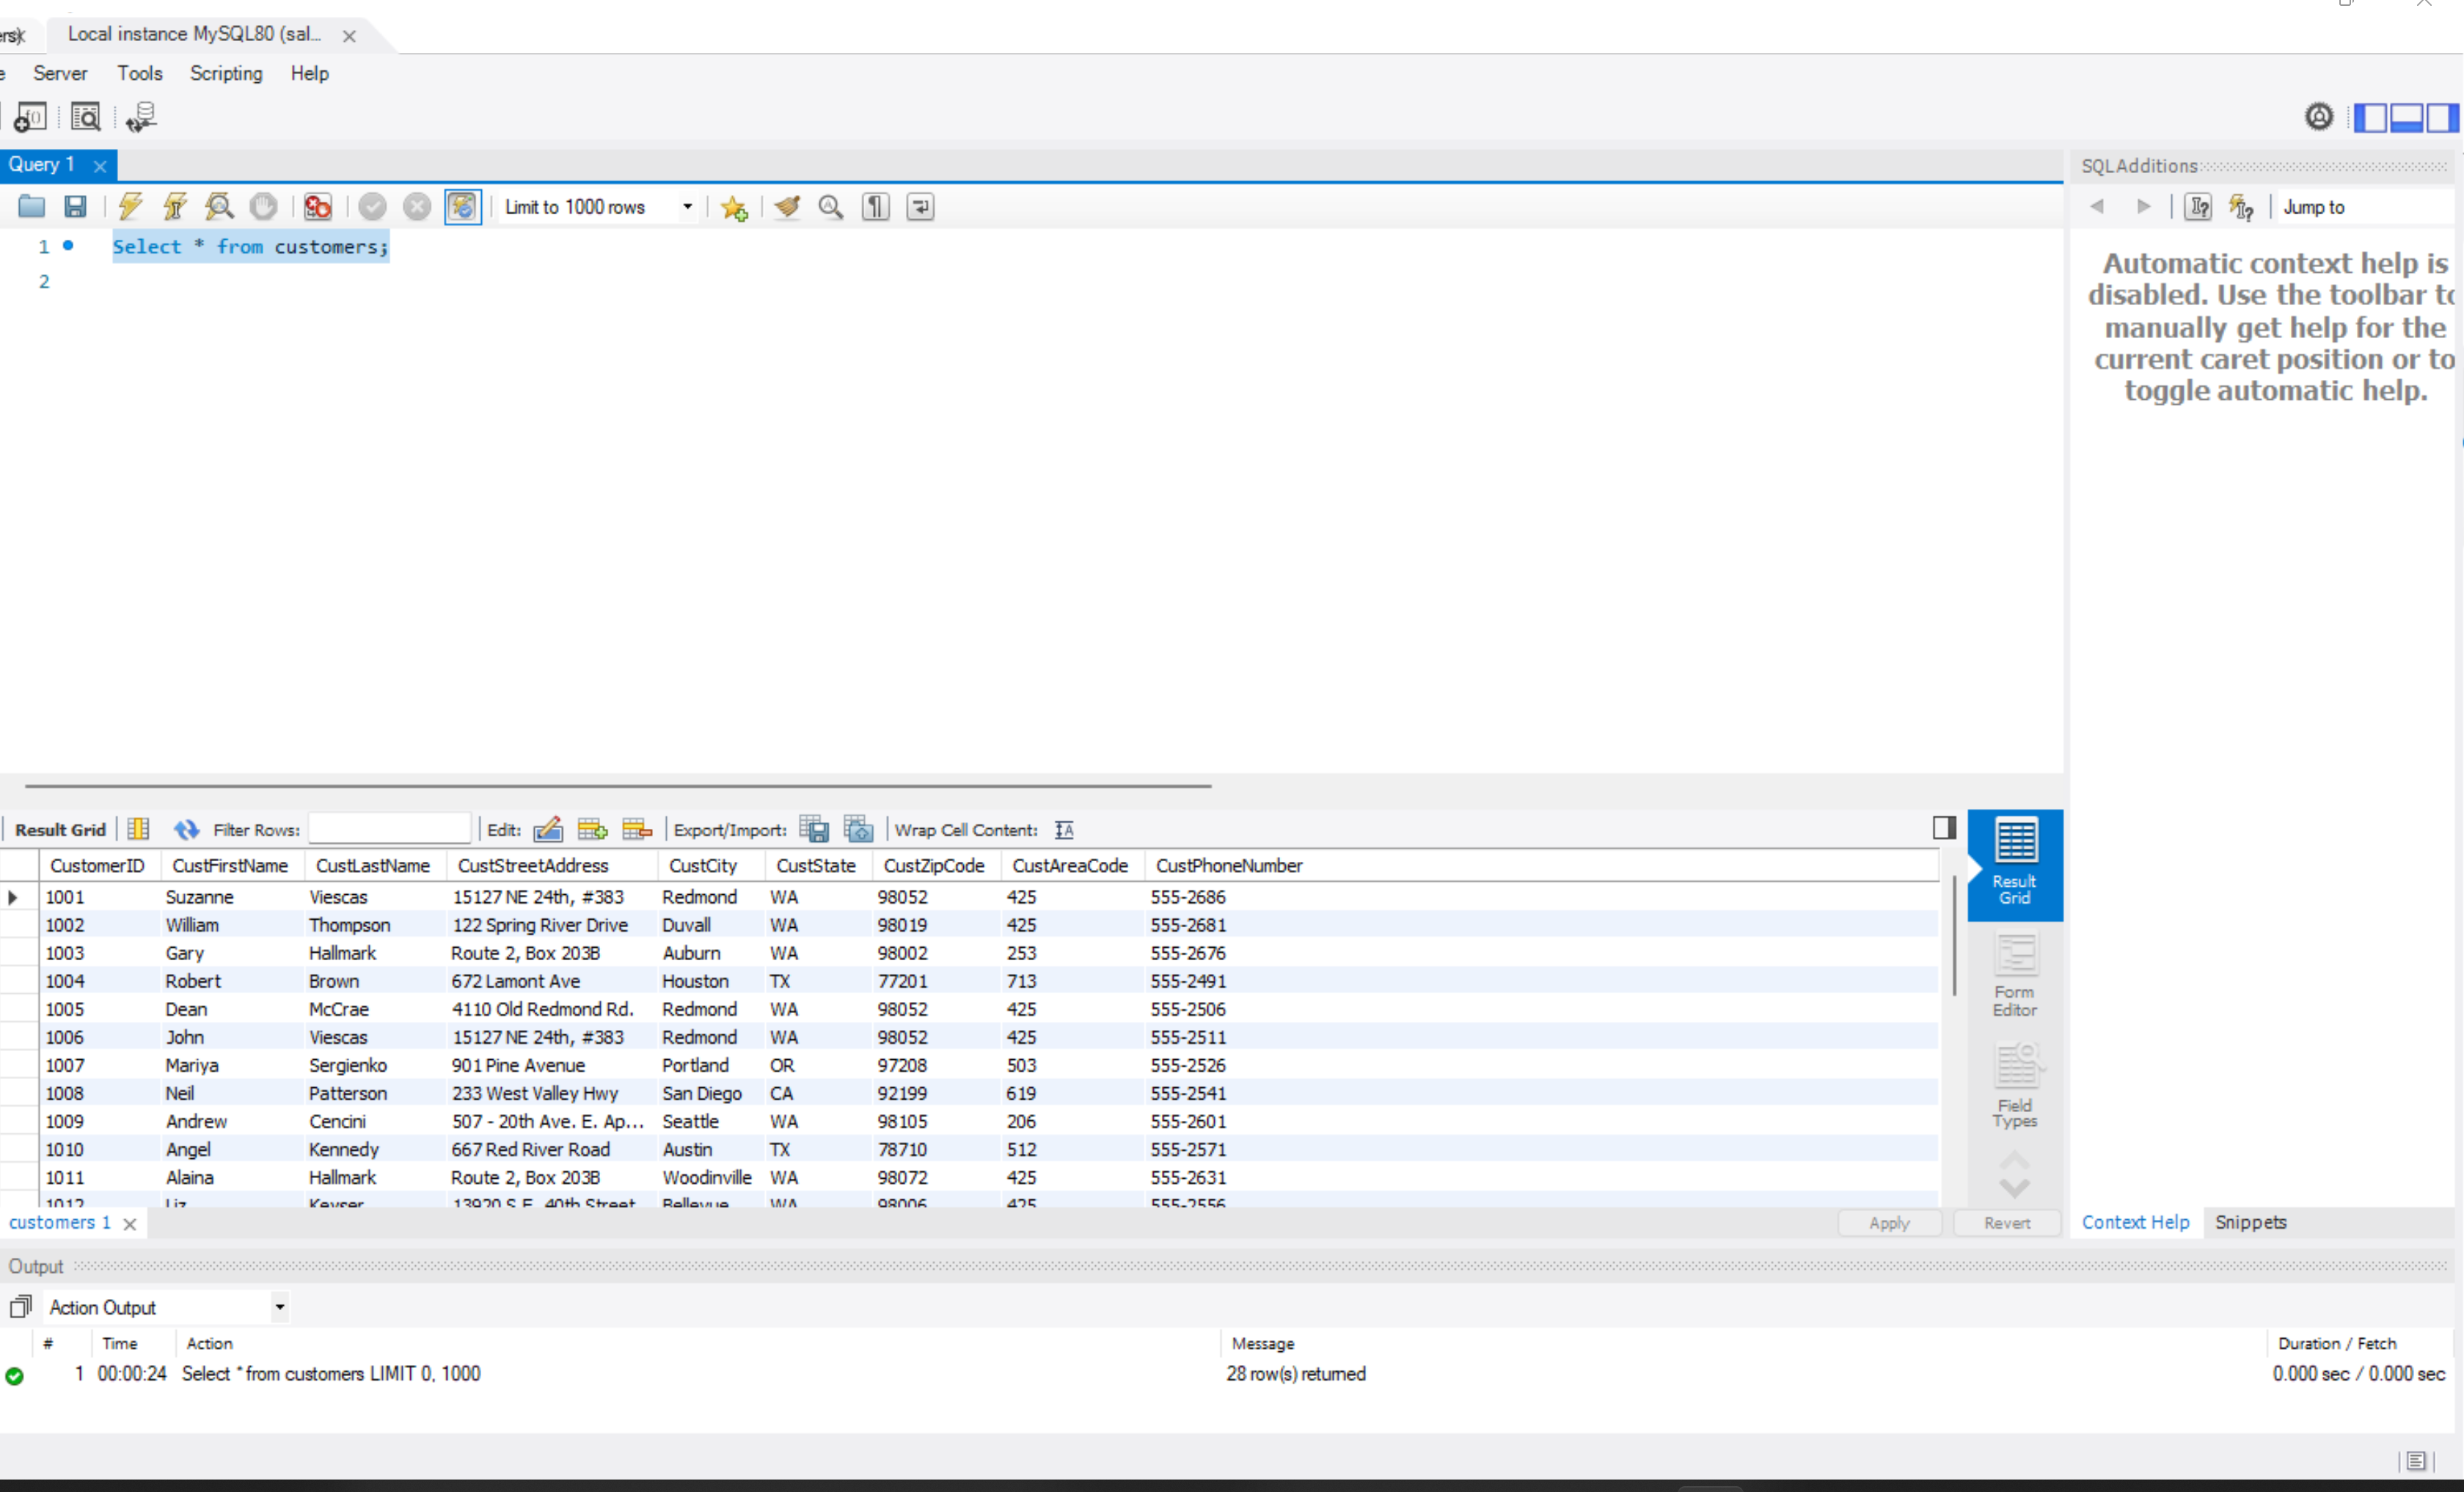 Local instance MySQL80 (sal...
Server Tools Scripting Help
Query 1
SQLAdditions
Limit to 1000 rows
Jump to
1 Select * from customers;
2
Automatic context help is
disabled. Use the toolbar to
manually get help for the
current caret position or to
toggle automatic help.
Result Grid Filter Rows: Edit: Export/Import: Wrap Cell Content:
CustomerID CustFirstName CustLastName CustStreetAddress CustCity CustState CustZipCode CustAreaCode CustPhoneNumber
1001 Suzanne Viescas 15127 NE 24th, #383 Redmond WA 98052 425 555-2686
1002 William Thompson 122 Spring River Drive Duvall WA 98019 425 555-2681
1003 Gary Hallmark Route 2, Box 203B Auburn WA 98002 253 555-2676
1004 Robert Brown 672 Lamont Ave Houston TX 77201 713 555-2491
1005 Dean McCrae 4110 Old Redmond Rd. Redmond WA 98052 425 555-2506
1006 John Viescas 15127 NE 24th, #383 Redmond WA 98052 425 555-2511
1007 Mariya Sergienko 901 Pine Avenue Portland OR 97208 503 555-2526
1008 Neil Patterson 233 West Valley Hwy San Diego CA 92199 619 555-2541
1009 Andrew Cencini 507 - 20th Ave. E. Ap... Seattle WA 98105 206 555-2601
1010 Angel Kennedy 667 Red River Road Austin TX 78710 512 555-2571
1011 Alaina Hallmark Route 2, Box 203B Woodinville WA 98072 425 555-2631
1012 Liz Keyser 13920 S.E. 40th Street Bellevue WA 98006 425 555-2556
Result
Grid
Form
Editor
Field
Types
customers 1
Apply Revert
Context Help Snippets
Output
Action Output
# Time Action Message Duration / Fetch
1 00:00:24 Select * from customers LIMIT 0, 1000 28 row(s) returned 0.000 sec / 0.000 sec